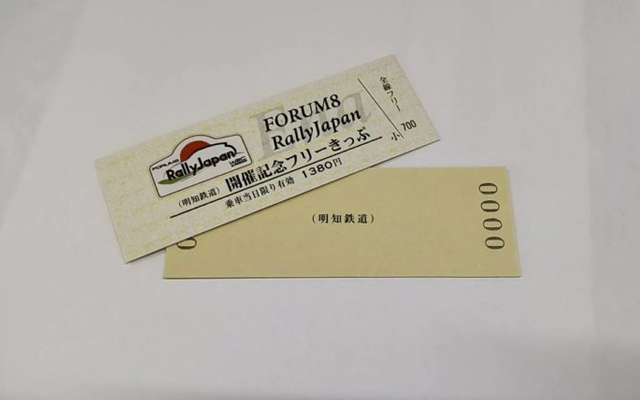 FORUM8
RallyJapan
FORUM8
RallyJapan
(明知鉄道) 開催記念フリーきっぷ
乗車当日限り有効 1380円
全線フリー
小 700
(明知鉄道)
0000